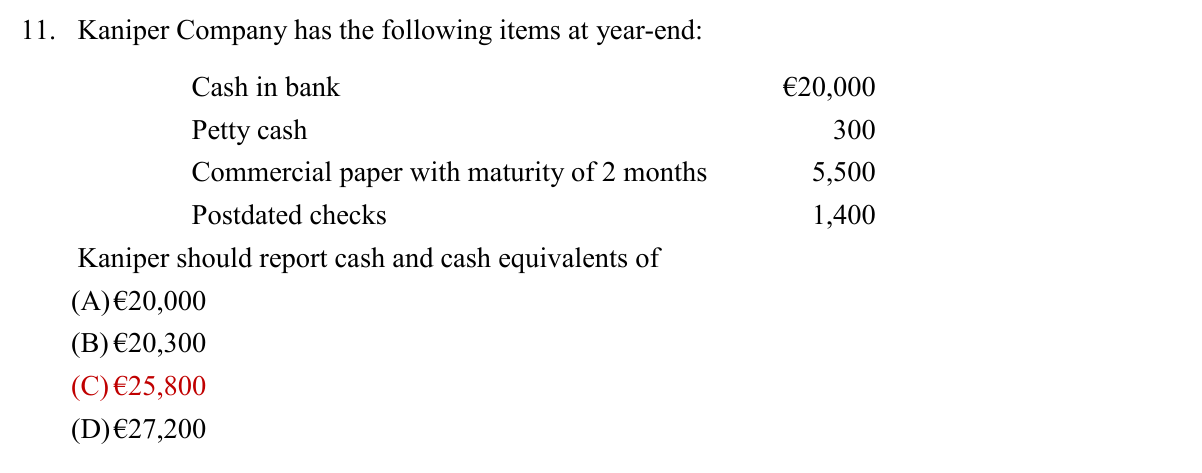 11. Kaniper Company has the following items at year-end:
Cash in bank €20,000
Petty cash 300
Commercial paper with maturity of 2 months 5,500
Postdated checks 1,400
Kaniper should report cash and cash equivalents of
(A) €20,000
(B) €20,300
(C) €25,800
(D) €27,200